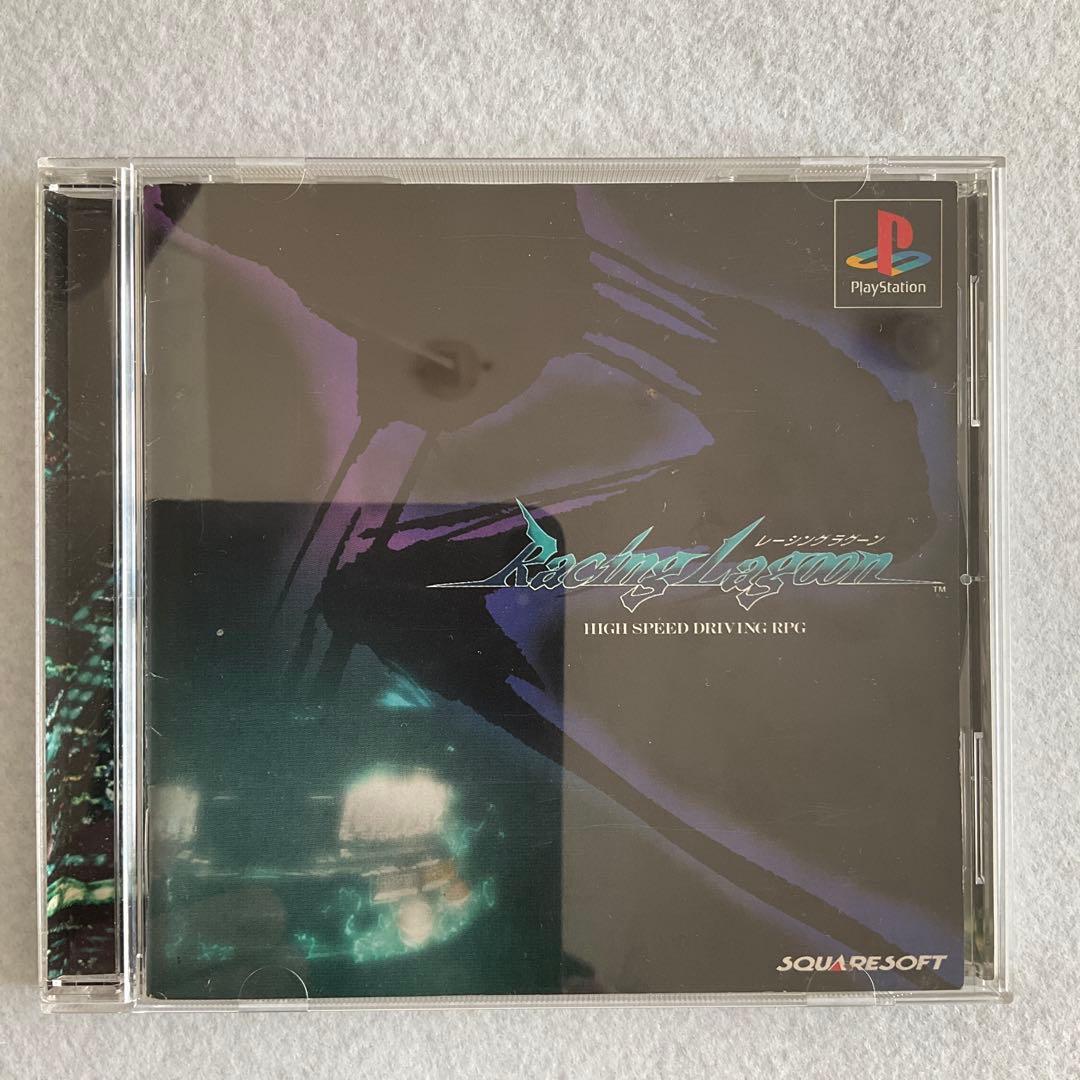 PlayStation
レーシングラグーン
Racing Lagoon
TM
HIGH SPEED DRIVING RPG
SQUARESOFT